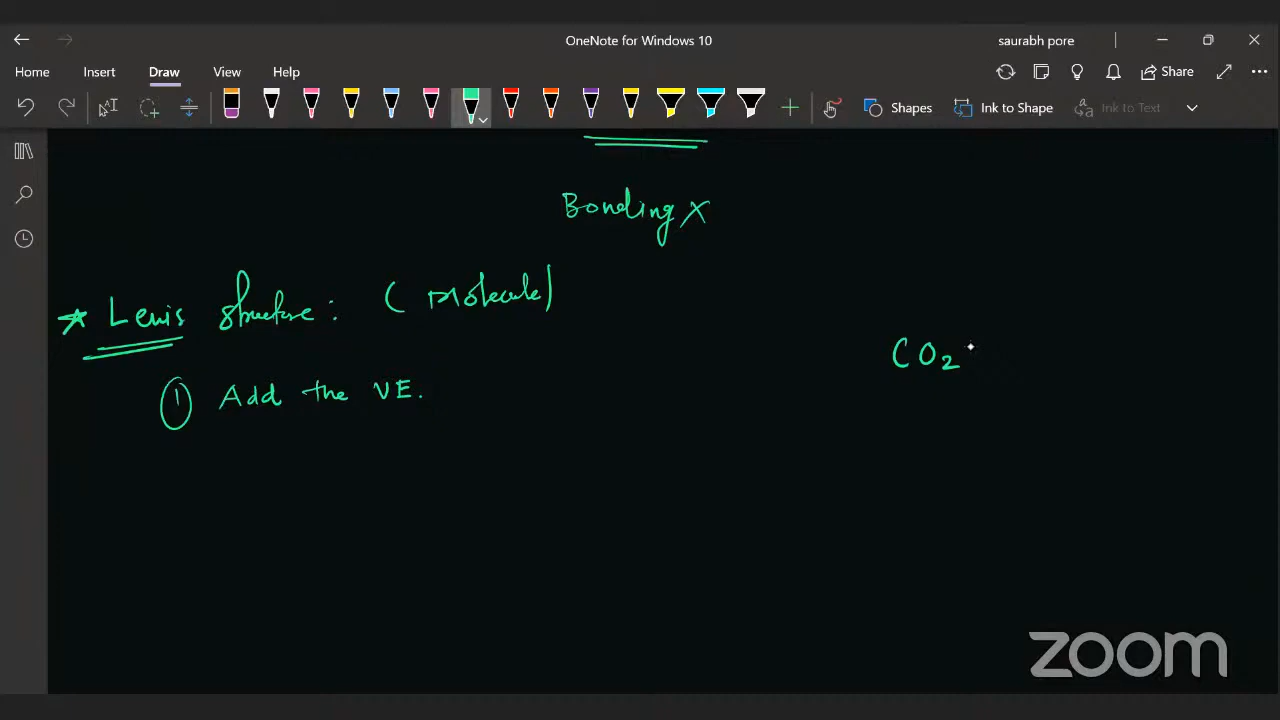 OneNote for Windows 10
saurabh pore
Home Insert Draw View Help
Share
Shapes Ink to Shape Ink to Text
Bonding X
* Lewis structure : ( molecule)
CO2
① Add the VE.
zoom